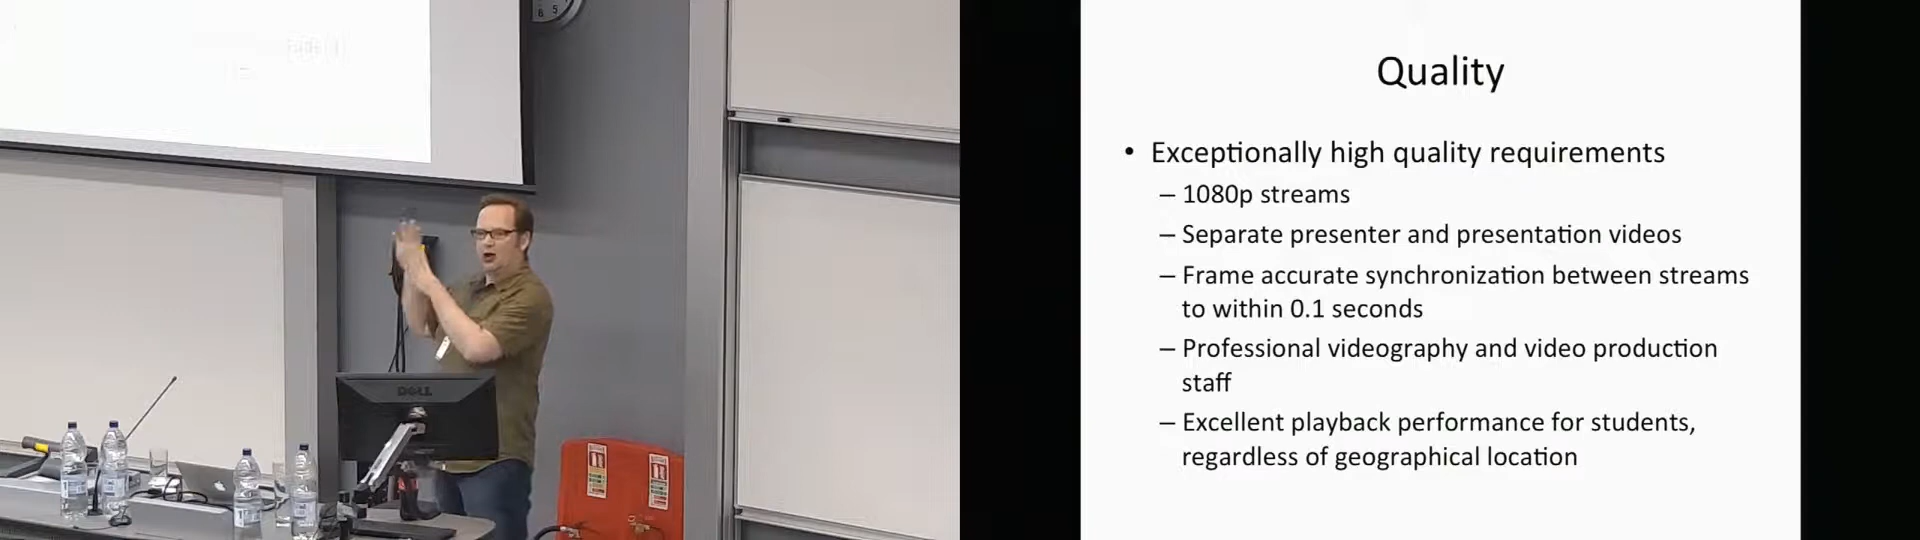 6 5
DELL
Quality
• Exceptionally high quality requirements
– 1080p streams
– Separate presenter and presentation videos
– Frame accurate synchronization between streams
to within 0.1 seconds
– Professional videography and video production
staff
– Excellent playback performance for students,
regardless of geographical location